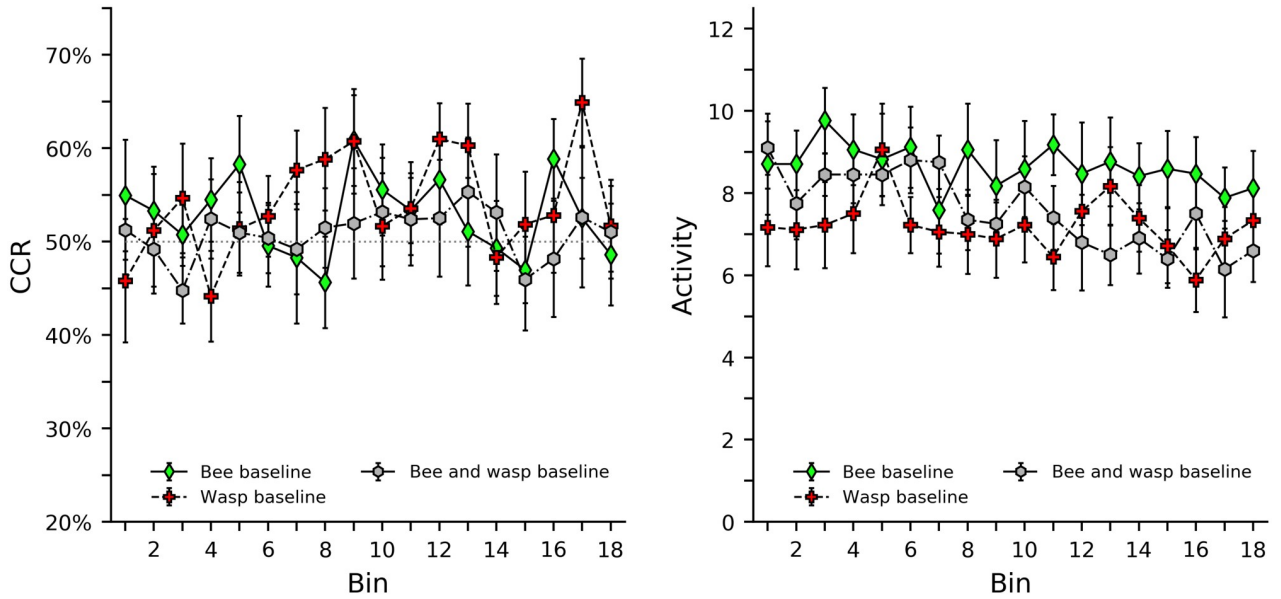 70%
60%
50%
40%
30%
20%
CCR
Bee baseline
Wasp baseline
Bee and wasp baseline
2 4 6 8 10 12 14 16 18
Bin
12
10
8
6
4
2
0
Activity
Bee baseline
Wasp baseline
Bee and wasp baseline
2 4 6 8 10 12 14 16 18
Bin